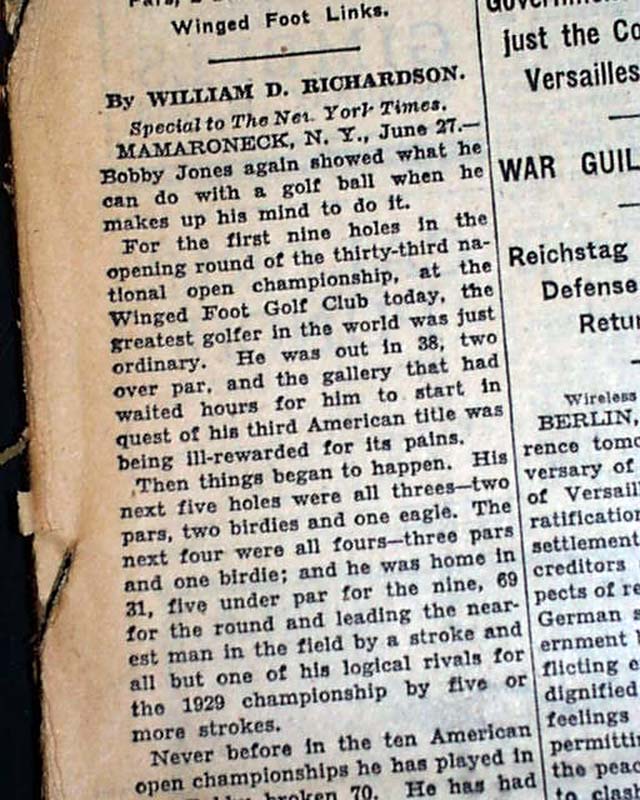 Winged Foot Links.
By WILLIAM D. RICHARDSON.
Special to The New York Times.
MAMARONECK, N. Y., June 27.—
Bobby Jones again showed what he
can do with a golf ball when he
makes up his mind to do it.
For the first nine holes in the
opening round of the thirty-third na-
tional open championship, at the
Winged Foot Golf Club today, the
greatest golfer in the world was just
ordinary. He was out in 38, two
over par, and the gallery that had
waited hours for him to start in
quest of his third American title was
being ill-rewarded for its pains.
Then things began to happen. His
next five holes were all threes—two
pars, two birdies and one eagle. The
next four were all fours—three pars
and one birdie; and he was home in
31, five under par for the nine, 69
for the round and leading the near-
est man in the field by a stroke and
all but one of his logical rivals for
the 1929 championship by five or
more strokes.
Never before in the ten American
open championships he has played in
broken 70. He has had
just the Co
Versailles
WAR GUIL
Reichstag
Defense
Retur
Wireless
BERLIN,
rence tomo
versary of
of Versail
ratification
settlement
creditors
pects of re
German s
ernment
flicting e
dignified
feelings
permittin
the peac
to clas